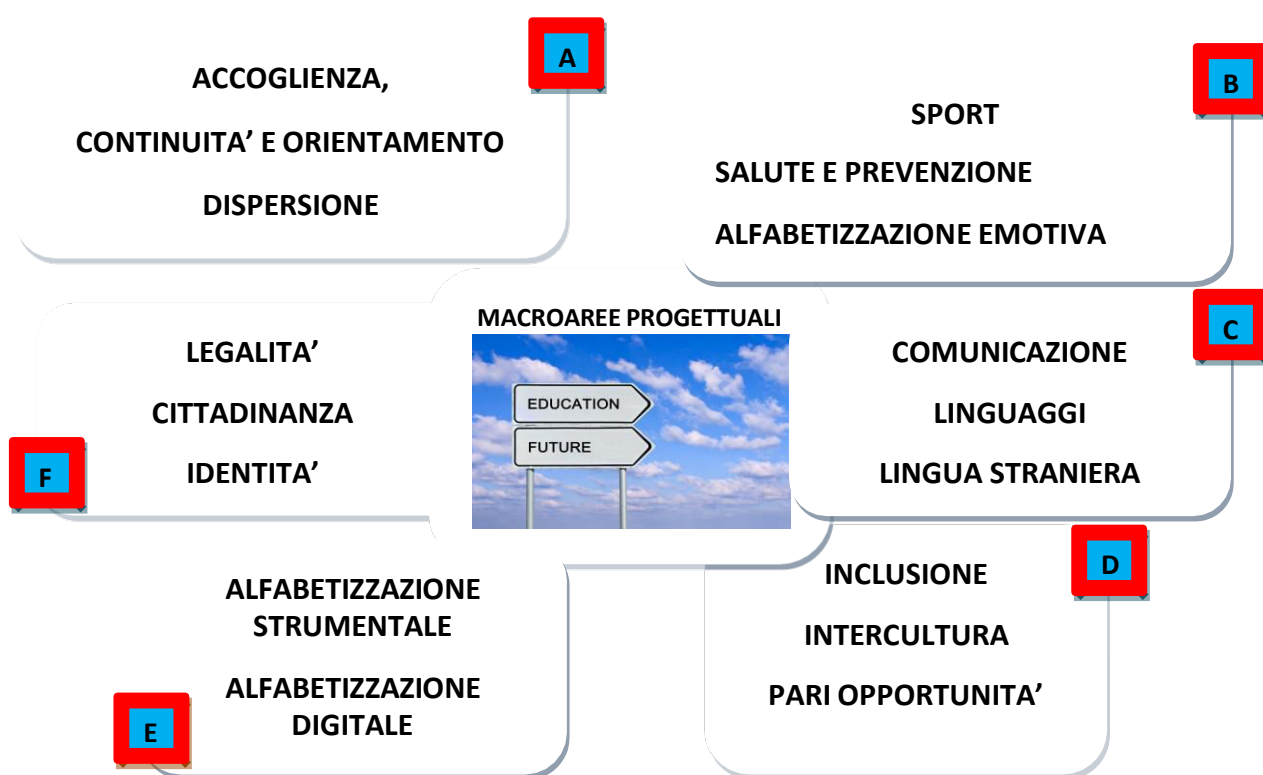 A
ACCOGLIENZA,
CONTINUITA’ E ORIENTAMENTO
DISPERSIONE
B
SPORT
SALUTE E PREVENZIONE
ALFABETIZZAZIONE EMOTIVA
MACROAREE PROGETTUALI
EDUCATION
FUTURE
C
COMUNICAZIONE
LINGUAGGI
LINGUA STRANIERA
LEGALITA’
CITTADINANZA
IDENTITA’
F
D
INCLUSIONE
INTERCULTURA
PARI OPPORTUNITA’
ALFABETIZZAZIONE
STRUMENTALE
ALFABETIZZAZIONE
DIGITALE
E